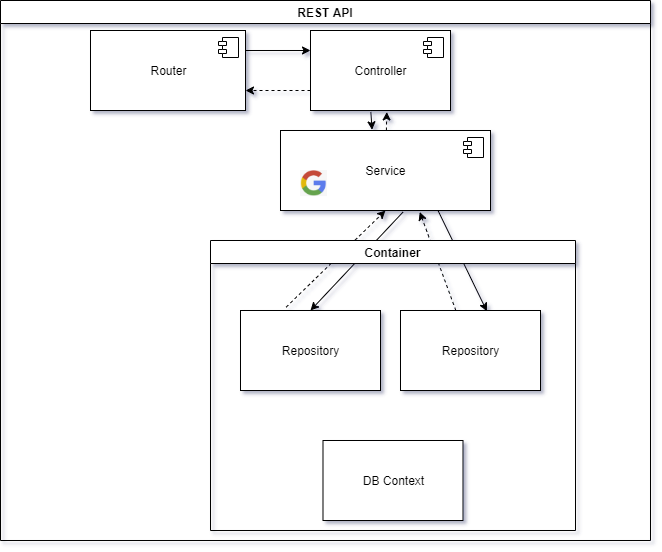 REST API
Router
Controller
Service
Container
Repository
Repository
DB Context